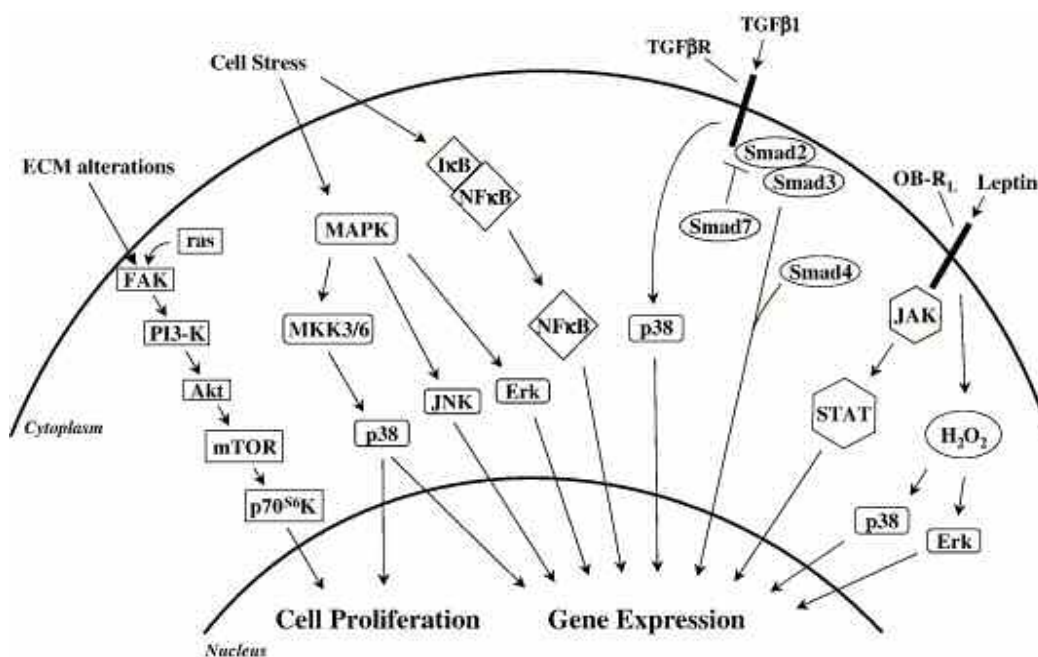 TGFβ1
TGFβR
Cell Stress
ECM alterations
IκB
NFκB
Smad2
Smad3
OB-R_L
Leptin
ras
MAPK
Smad7
FAK
Smad4
PI3-K
MKK3/6
NFκB
p38
JAK
Akt
JNK
Erk
STAT
Cytoplasm
mTOR
p38
H₂O₂
p70ˢ⁶K
p38
Erk
Cell Proliferation
Gene Expression
Nucleus